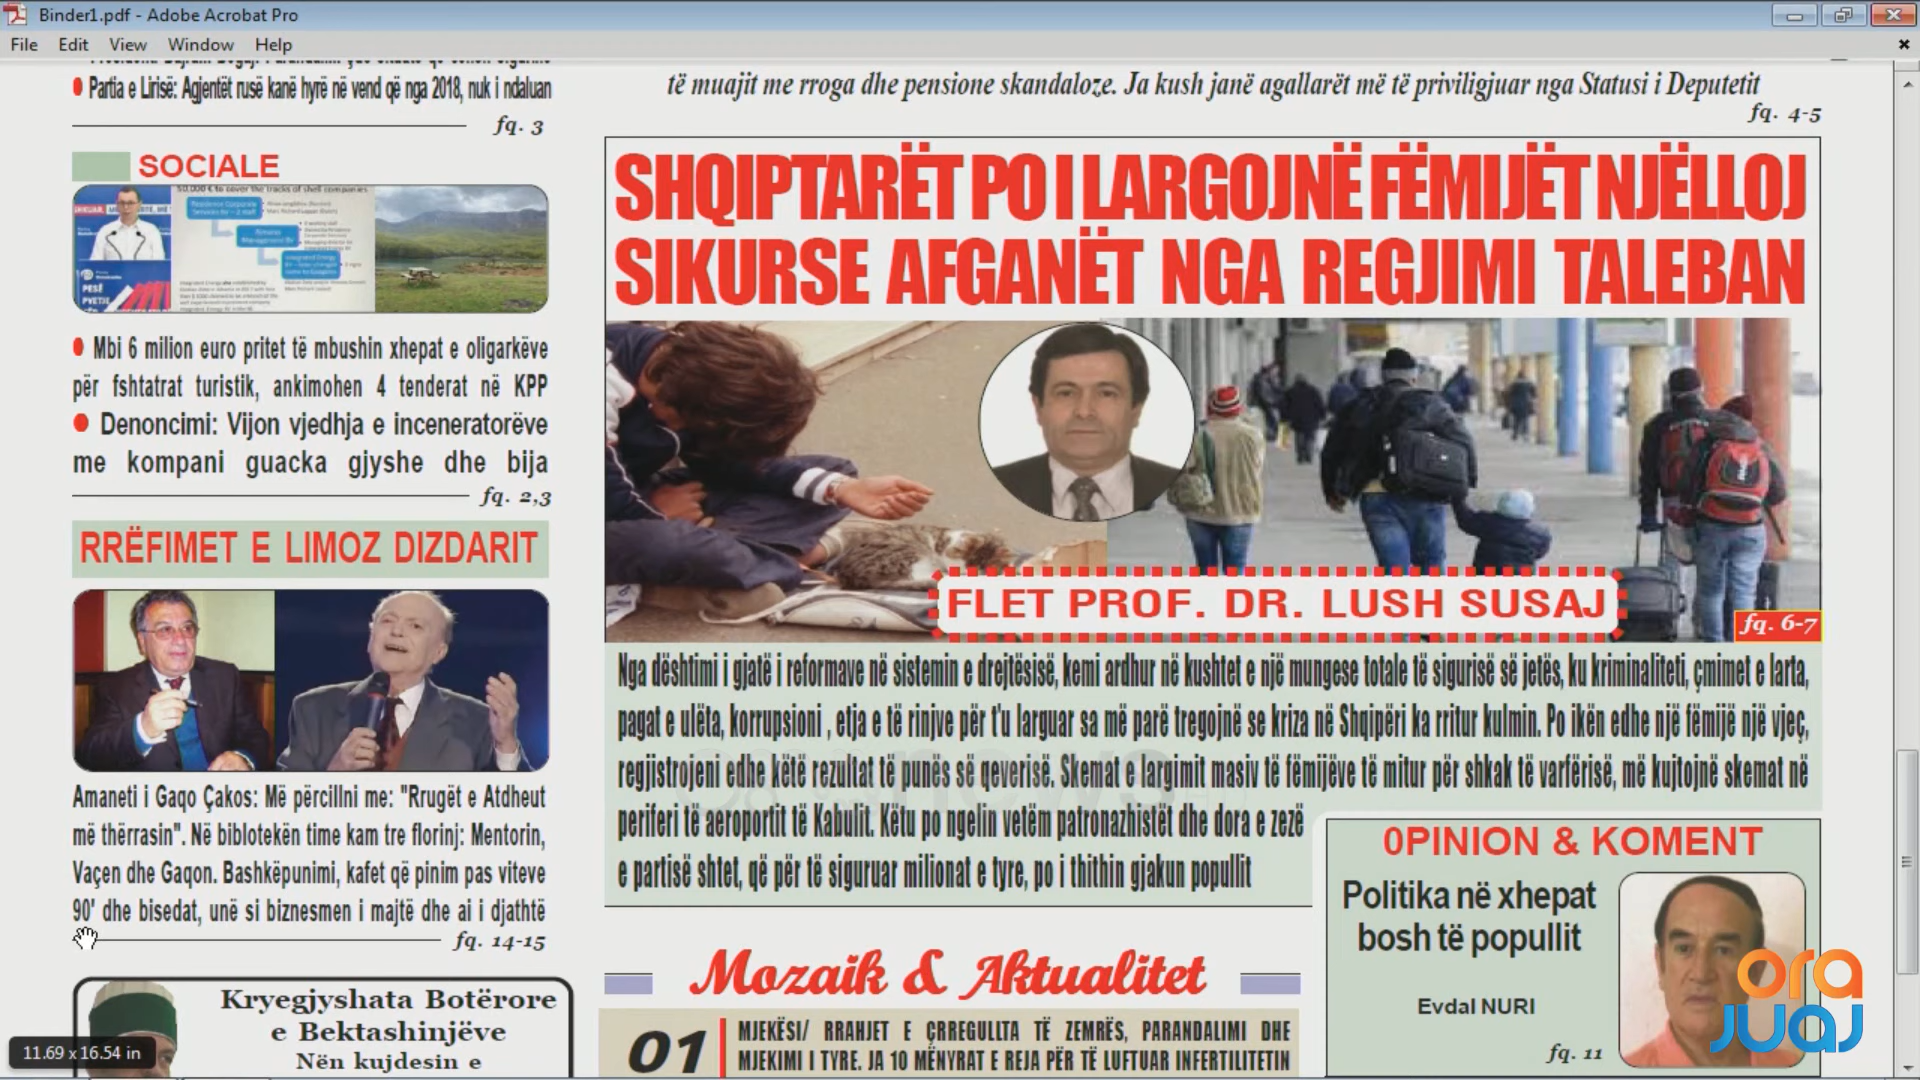 Binder1.pdf - Adobe Acrobat Pro
File Edit View Window Help
Partia e Lirisë: Agjentët rusë kanë hyrë në vend që nga 2018, nuk i ndaluan
fq. 3
SOCIALE
50,000 € to cover the tracks of shell companies
PESË
PVETJE
Mbi 6 milion euro pritet të mbushin xhepat e oligarkëve
për fshtatrat turistik, ankimohen 4 tenderat në KPP
Denoncimi: Vijon vjedhja e inceneratorëve
me kompani guacka gjyshe dhe bija
fq. 2,3
RRËFIMET E LIMOZ DIZDARIT
Amaneti i Gaqo Çakos: Më përcillni me: "Rrugët e Atdheut
më thërrasin". Në biblotekën time kam tre florinj: Mentorin,
Vaçen dhe Gaqon. Bashkëpunimi, kafet që pinim pas viteve
90' dhe bisedat, unë si biznesmen i majtë dhe ai i djathtë
fq. 14-15
Kryegjyshata Botërore
e Bektashinjëve
Nën kujdesin e
11.69 x 16.54 in
të muajit me rroga dhe pensione skandaloze. Ja kush janë agallarët më të priviligjuar nga Statusi i Deputetit
fq. 4-5
SHQIPTARËT PO I LARGOJNË FËMIJËT NJËLLOJ
SIKURSE AFGANËT NGA REGJIMI TALEBAN
FLET PROF. DR. LUSH SUSAJ
fq. 6-7
Nga dështimi i gjatë i reformave në sistemin e drejtësisë, kemi ardhur në kushtet e një mungese totale të sigurisë së jetës, ku kriminaliteti, çmimet e larta,
pagat e ulëta, korrupsioni , etja e të rinjve për t'u larguar sa më parë tregojnë se kriza në Shqipëri ka rritur kulmin. Po ikën edhe një fëmijë një vjeç,
regjistrojeni edhe këtë rezultat të punës së qeverisë. Skemat e largimit masiv të fëmijëve të mitur për shkak të varfërisë, më kujtojnë skemat në
periferi të aeroportit të Kabulit. Këtu po ngelin vetëm patronazhistët dhe dora e zezë
e partisë shtet, që për të siguruar milionat e tyre, po i thithin gjakun popullit
news
0PINION & KOMENT
Politika në xhepat
bosh të popullit
Evdal NURI
fq. 11
ora
juaj
Mozaik & Aktualitet
01
MJEKËSI/ RRAHJET E ÇRREGULLTA TË ZEMRËS, PARANDALIMI DHE
MJEKIMI I TYRE. JA 10 MËNYRAT E REJA PËR TË LUFTUAR INFERTILITETIN